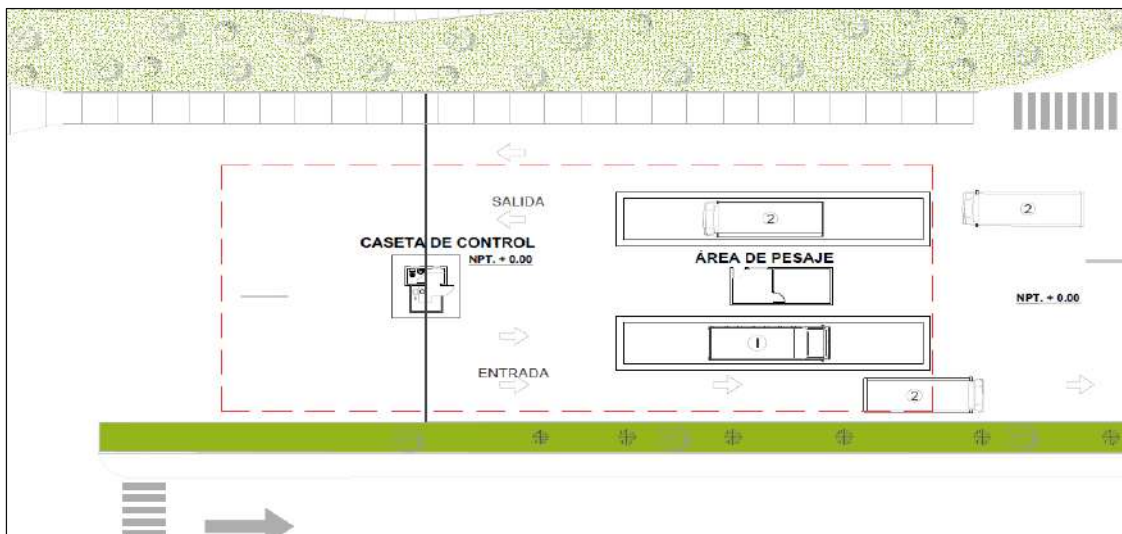 SALIDA
2
2
CASETA DE CONTROL
NPT. + 0.00
ÁREA DE PESAJE
NPT. + 0.00
1
ENTRADA
2